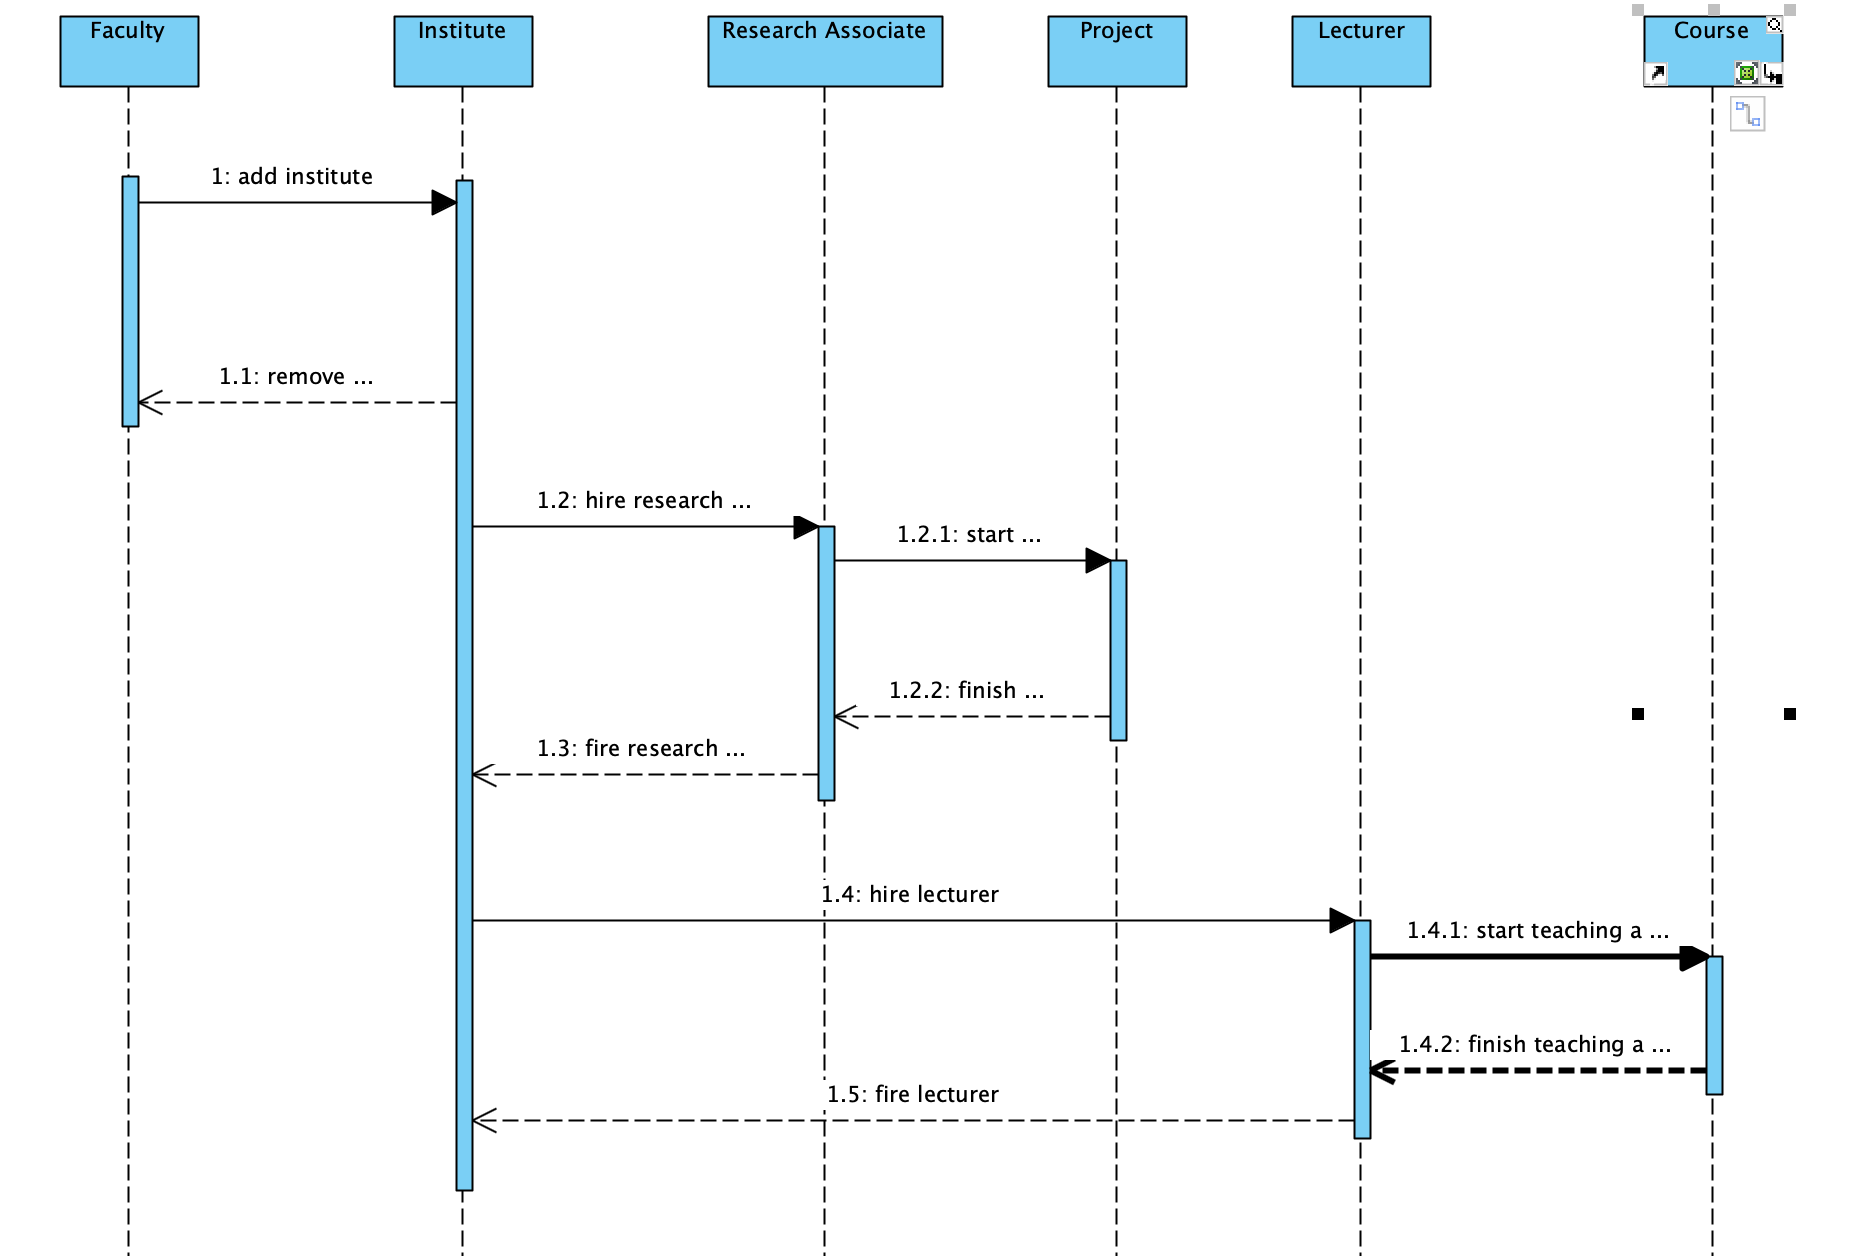 Faculty
Institute
Research Associate
Project
Lecturer
Course
1: add institute
1.1: remove ...
1.2: hire research ...
1.2.1: start ...
1.2.2: finish ...
1.3: fire research ...
1.4: hire lecturer
1.4.1: start teaching a ...
1.4.2: finish teaching a ...
1.5: fire lecturer